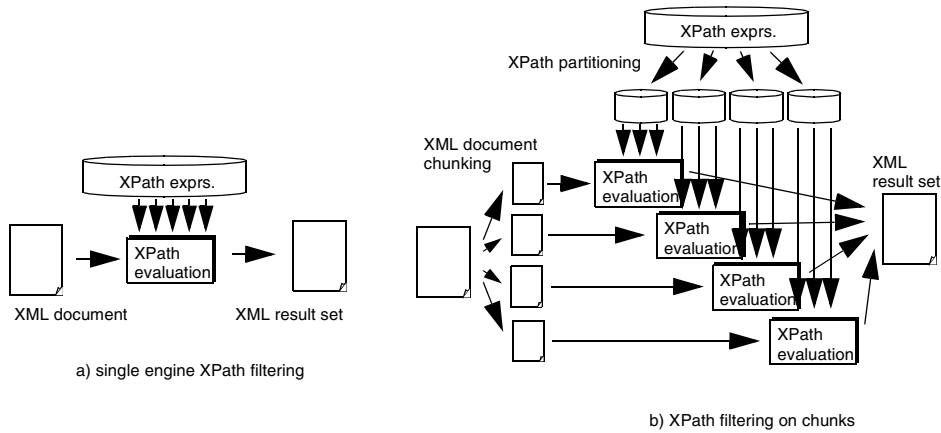 XPath exprs.
XPath
evaluation
XML document
XML result set
a) single engine XPath filtering
XPath exprs.
XPath partitioning
XML document
chunking
XPath
evaluation
XPath
evaluation
XPath
evaluation
XPath
evaluation
XML
result set
b) XPath filtering on chunks